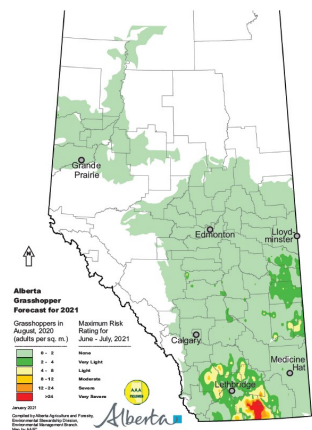 Grande
Prairie
Edmonton
Lloyd-
minster
Calgary
Medicine
Hat
Lethbridge
Alberta
Grasshopper
Forecast for 2021
Grasshoppers in
August, 2020
(adults per sq. m.)
Maximum Risk
Rating for
June - July, 2021
0 - 2 None
2 - 4 Very Light
4 - 8 Light
8 - 12 Moderate
12 - 24 Severe
>24 Very Severe
January 2021
Compiled by Alberta Agriculture and Forestry,
Environmental Stewardship Division,
Environmental Management Branch
Alberta